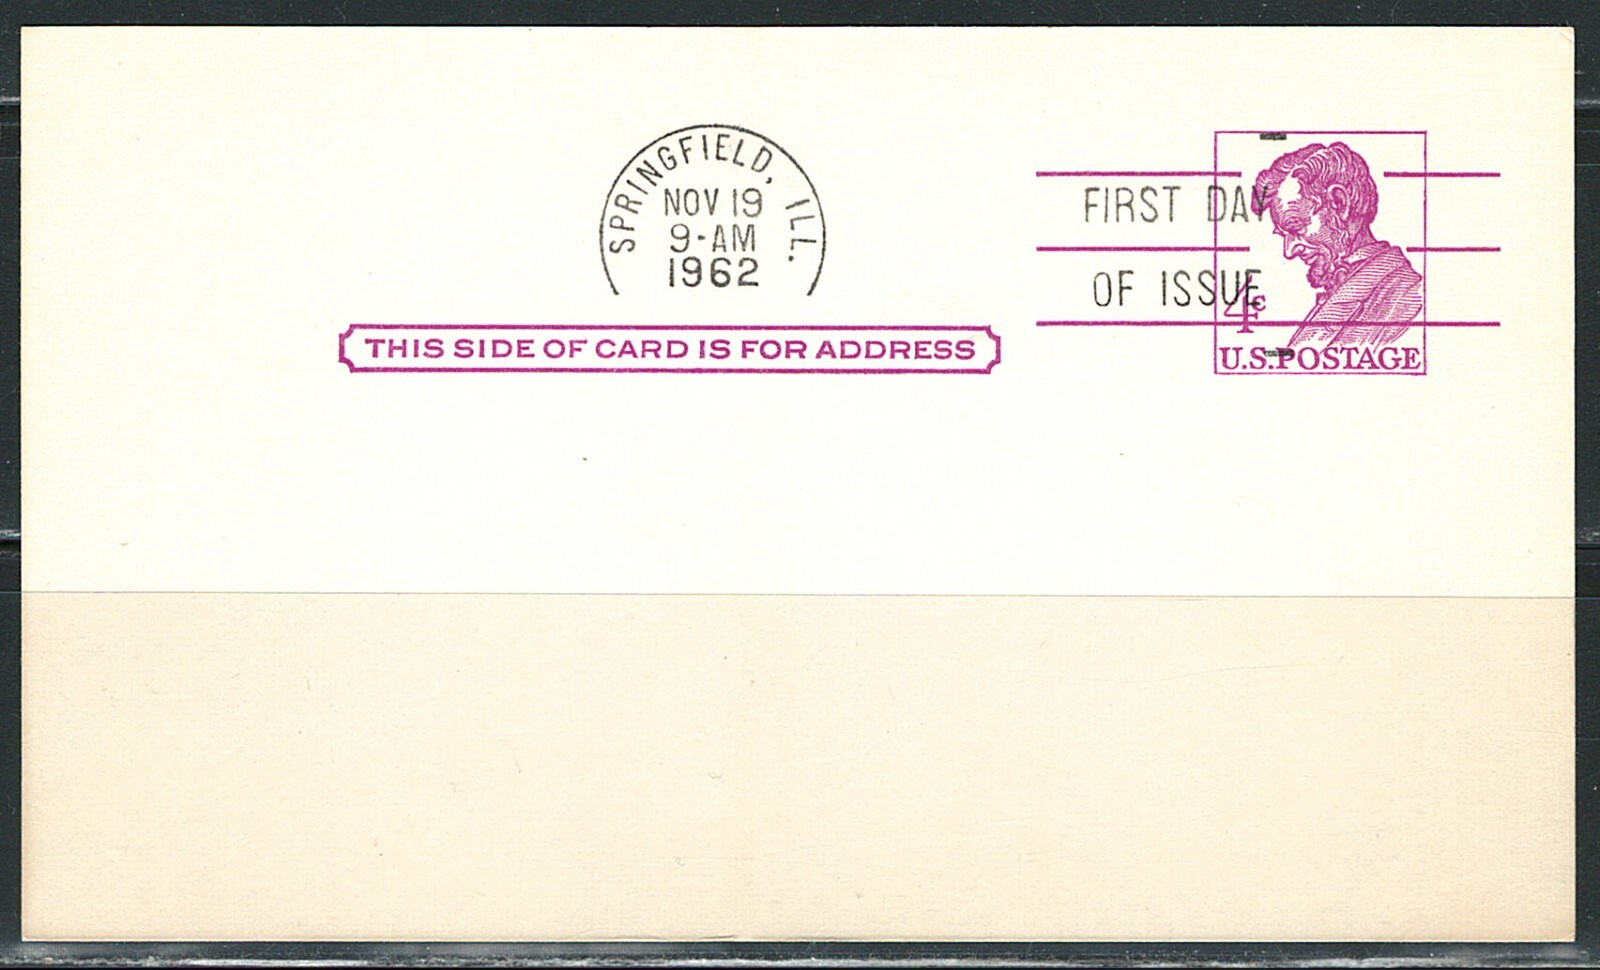 SPRINGFIELD, ILL.
NOV 19
9-AM
1962
FIRST DAY
OF ISSUE
4c
U.S.POSTAGE
THIS SIDE OF CARD IS FOR ADDRESS